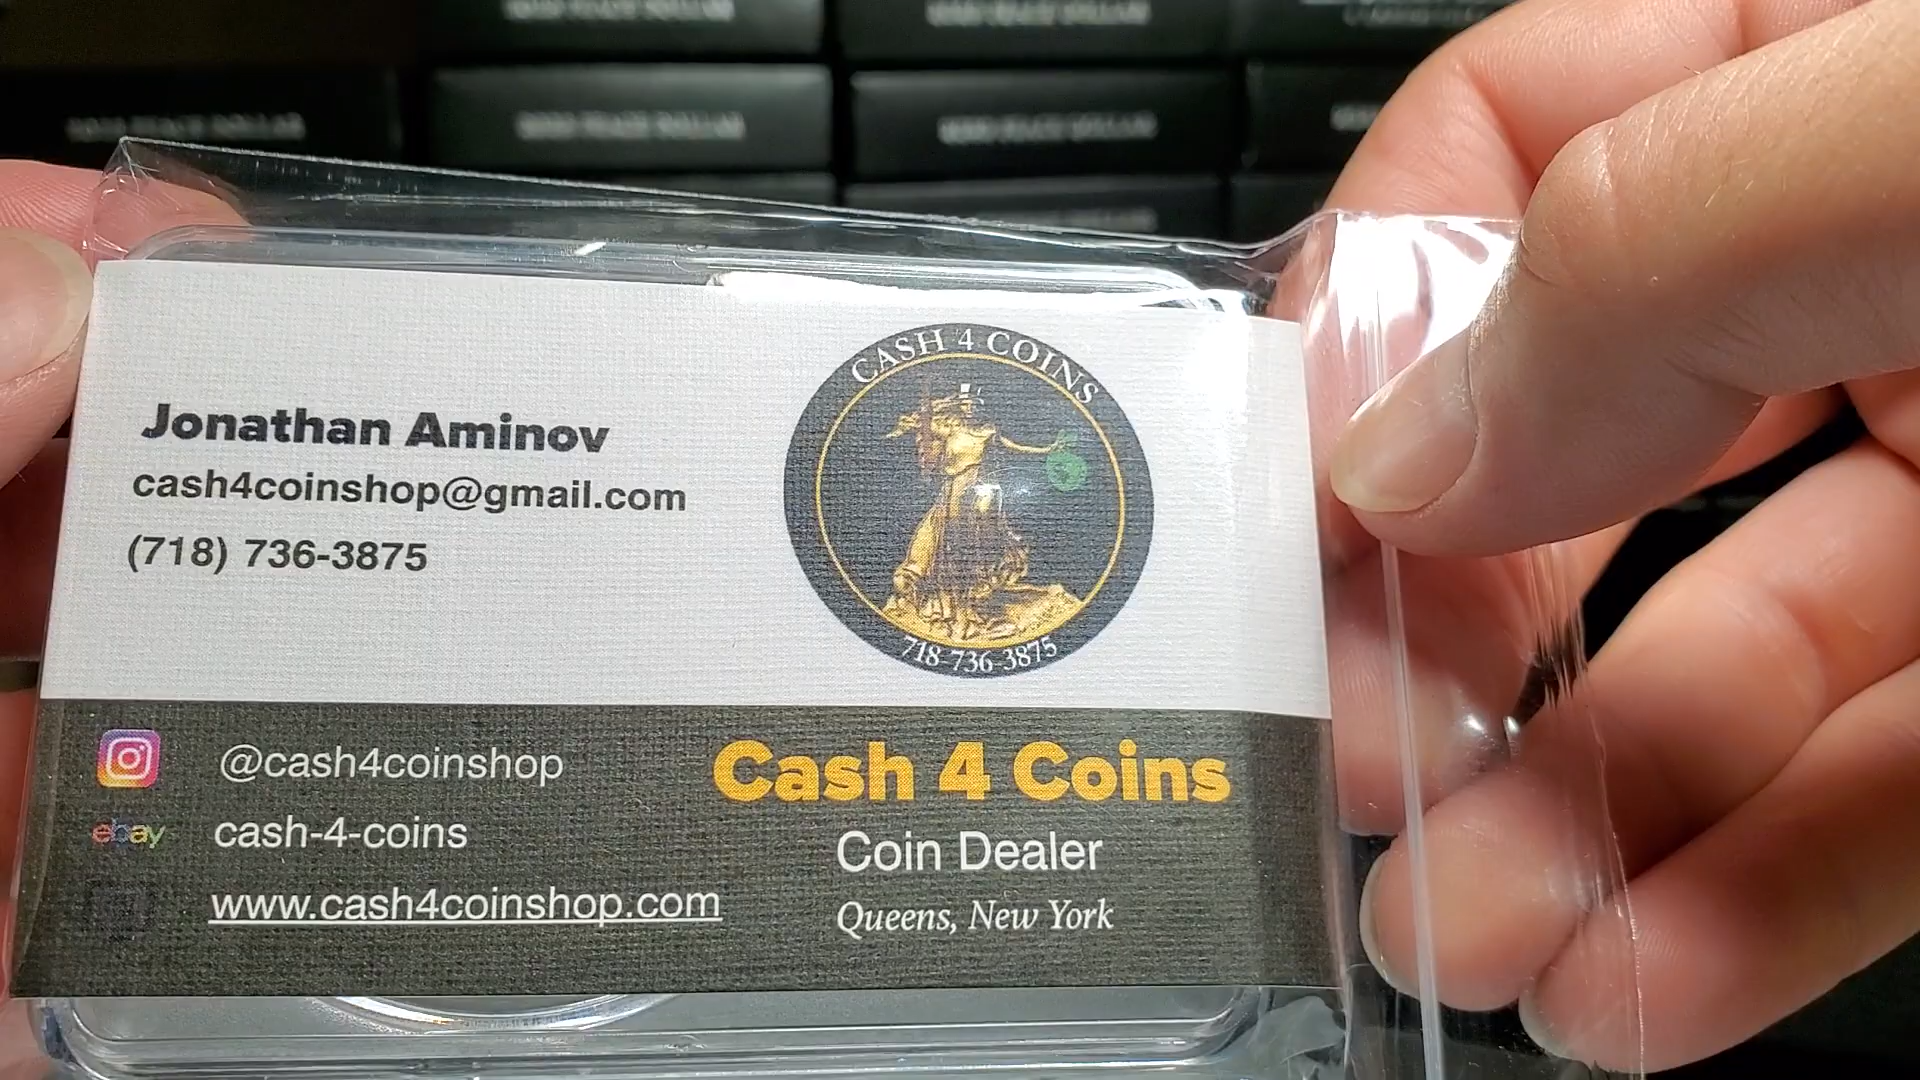 Jonathan Aminov
cash4coinshop@gmail.com
(718) 736-3875
CASH 4 COINS
718-736-3875
@cash4coinshop
ebay cash-4-coins
www.cash4coinshop.com
Cash 4 Coins
Coin Dealer
Queens, New York